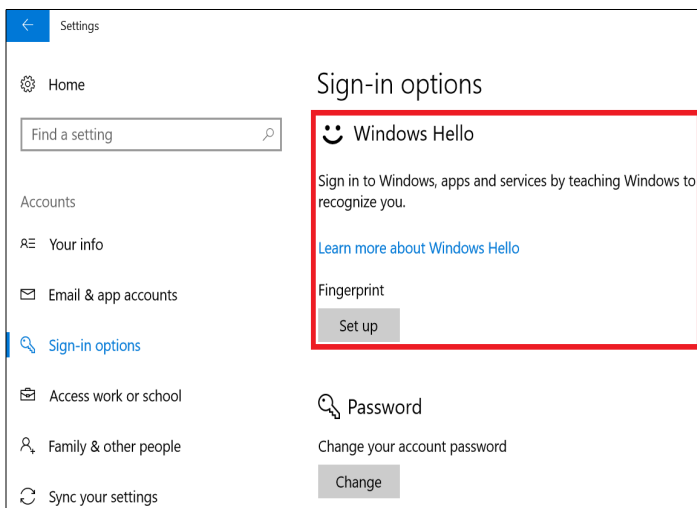 Settings
Home
Find a setting
Accounts
Your info
Email & app accounts
Sign-in options
Access work or school
Family & other people
Sync your settings
Sign-in options
Windows Hello
Sign in to Windows, apps and services by teaching Windows to
recognize you.
Learn more about Windows Hello
Fingerprint
Set up
Password
Change your account password
Change